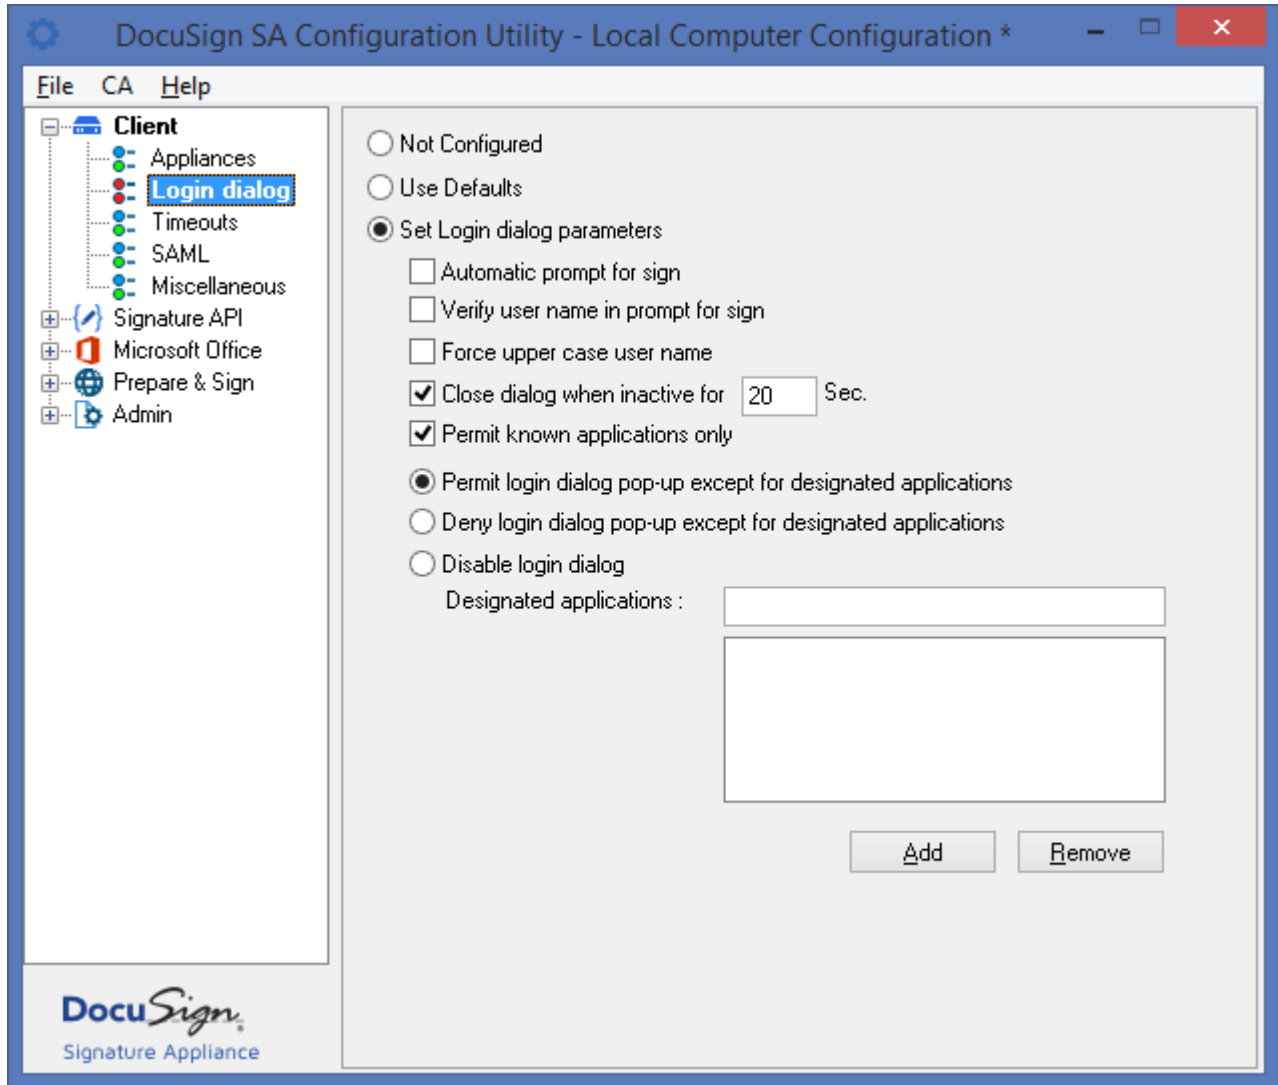 DocuSign SA Configuration Utility - Local Computer Configuration *
File CA Help
Client
Appliances
Login dialog
Timeouts
SAML
Miscellaneous
Signature API
Microsoft Office
Prepare & Sign
Admin
Not Configured
Use Defaults
Set Login dialog parameters
Automatic prompt for sign
Verify user name in prompt for sign
Force upper case user name
Close dialog when inactive for 20 Sec.
Permit known applications only
Permit login dialog pop-up except for designated applications
Deny login dialog pop-up except for designated applications
Disable login dialog
Designated applications :
Add Remove
DocuSign®
Signature Appliance